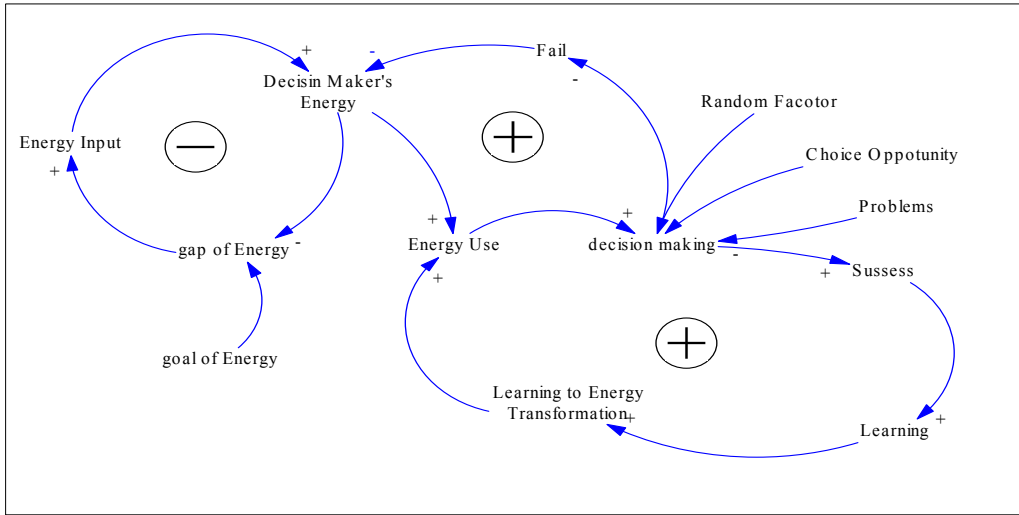 +
-
Fail
-
Decisin Maker's
Energy
Random Facotor
Energy Input
+
Choice Oppotunity
Problems
+
+
gap of Energy
-
Energy Use
decision making
-
+
Sussess
+
goal of Energy
Learning to Energy
Transformation
+
+
Learning